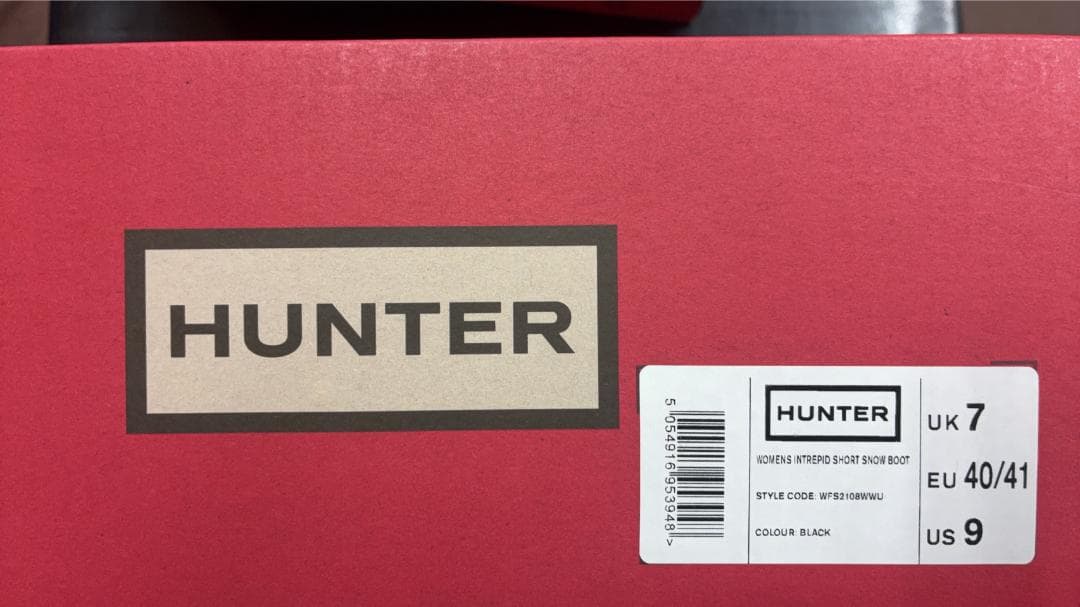 HUNTER
5 054916 953948 >
HUNTER
WOMENS INTREPID SHORT SNOW BOOT
STYLE CODE: WFS2108WWU
COLOUR: BLACK
UK 7
EU 40/41
US 9